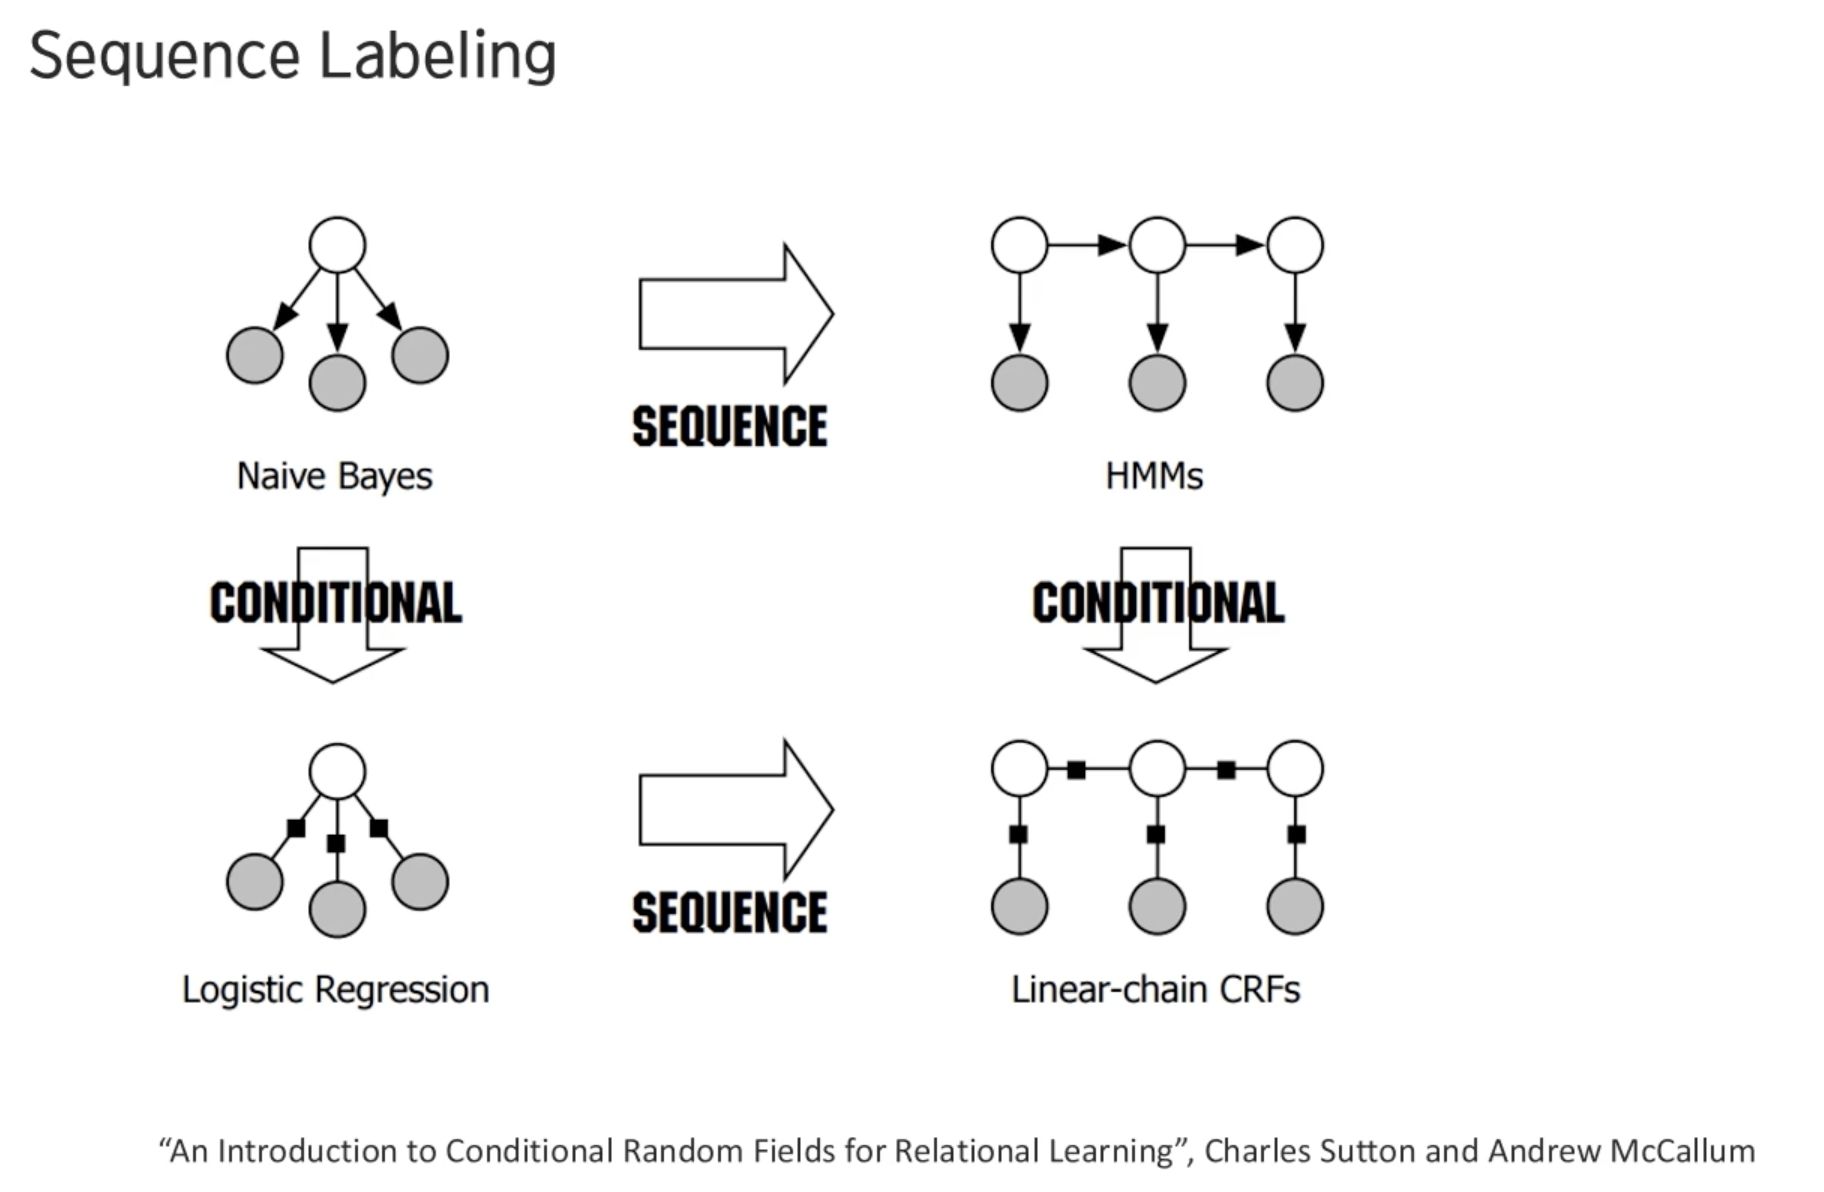 Sequence Labeling
SEQUENCE
Naive Bayes
HMMs
CONDITIONAL
CONDITIONAL
SEQUENCE
Logistic Regression
Linear-chain CRFs
“An Introduction to Conditional Random Fields for Relational Learning”, Charles Sutton and Andrew McCallum